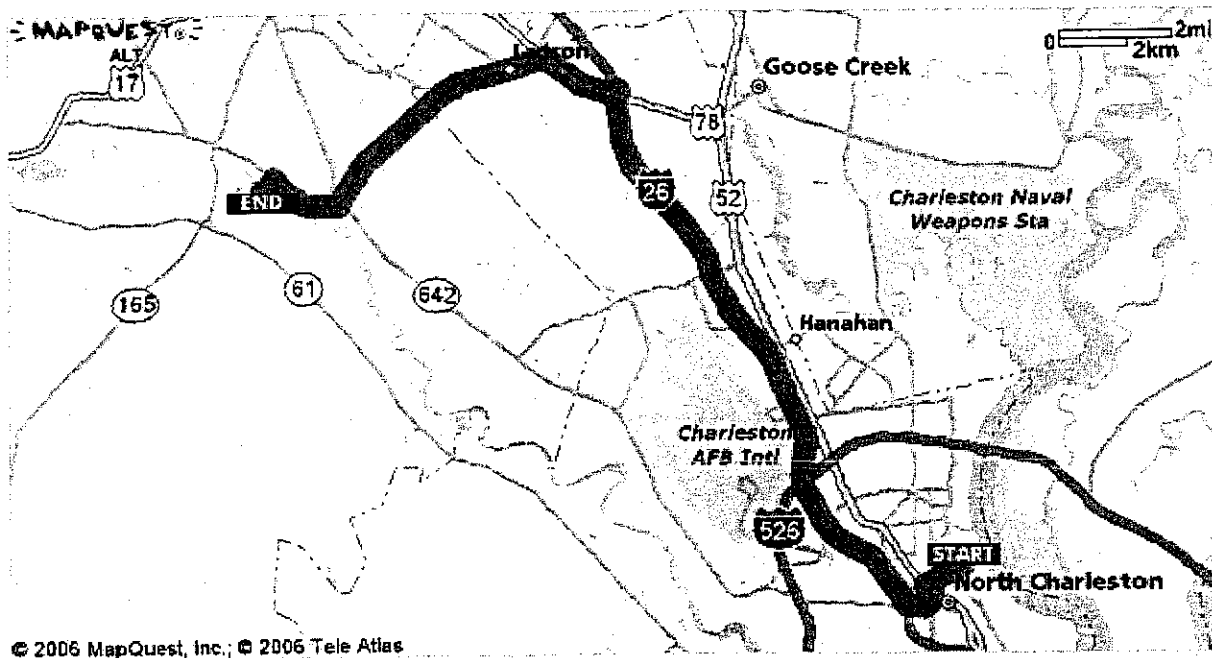 MAPQUEST
ALT
17
Ladson
Goose Creek
0 2mi
2km
78
26
52
Charleston Naval
Weapons Sta
END
165
61
642
Hanahan
Charleston
AFB Intl
526
START
North Charleston
© 2006 MapQuest, Inc.; © 2006 Tele Atlas